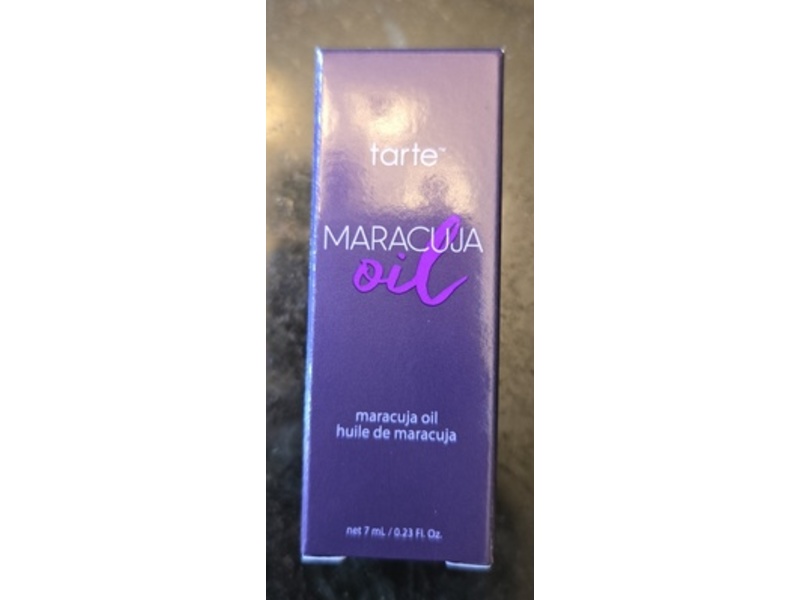 tarte™
MARACUJA
oil
maracuja oil
huile de maracuja
net 7 mL / 0.23 Fl. Oz.